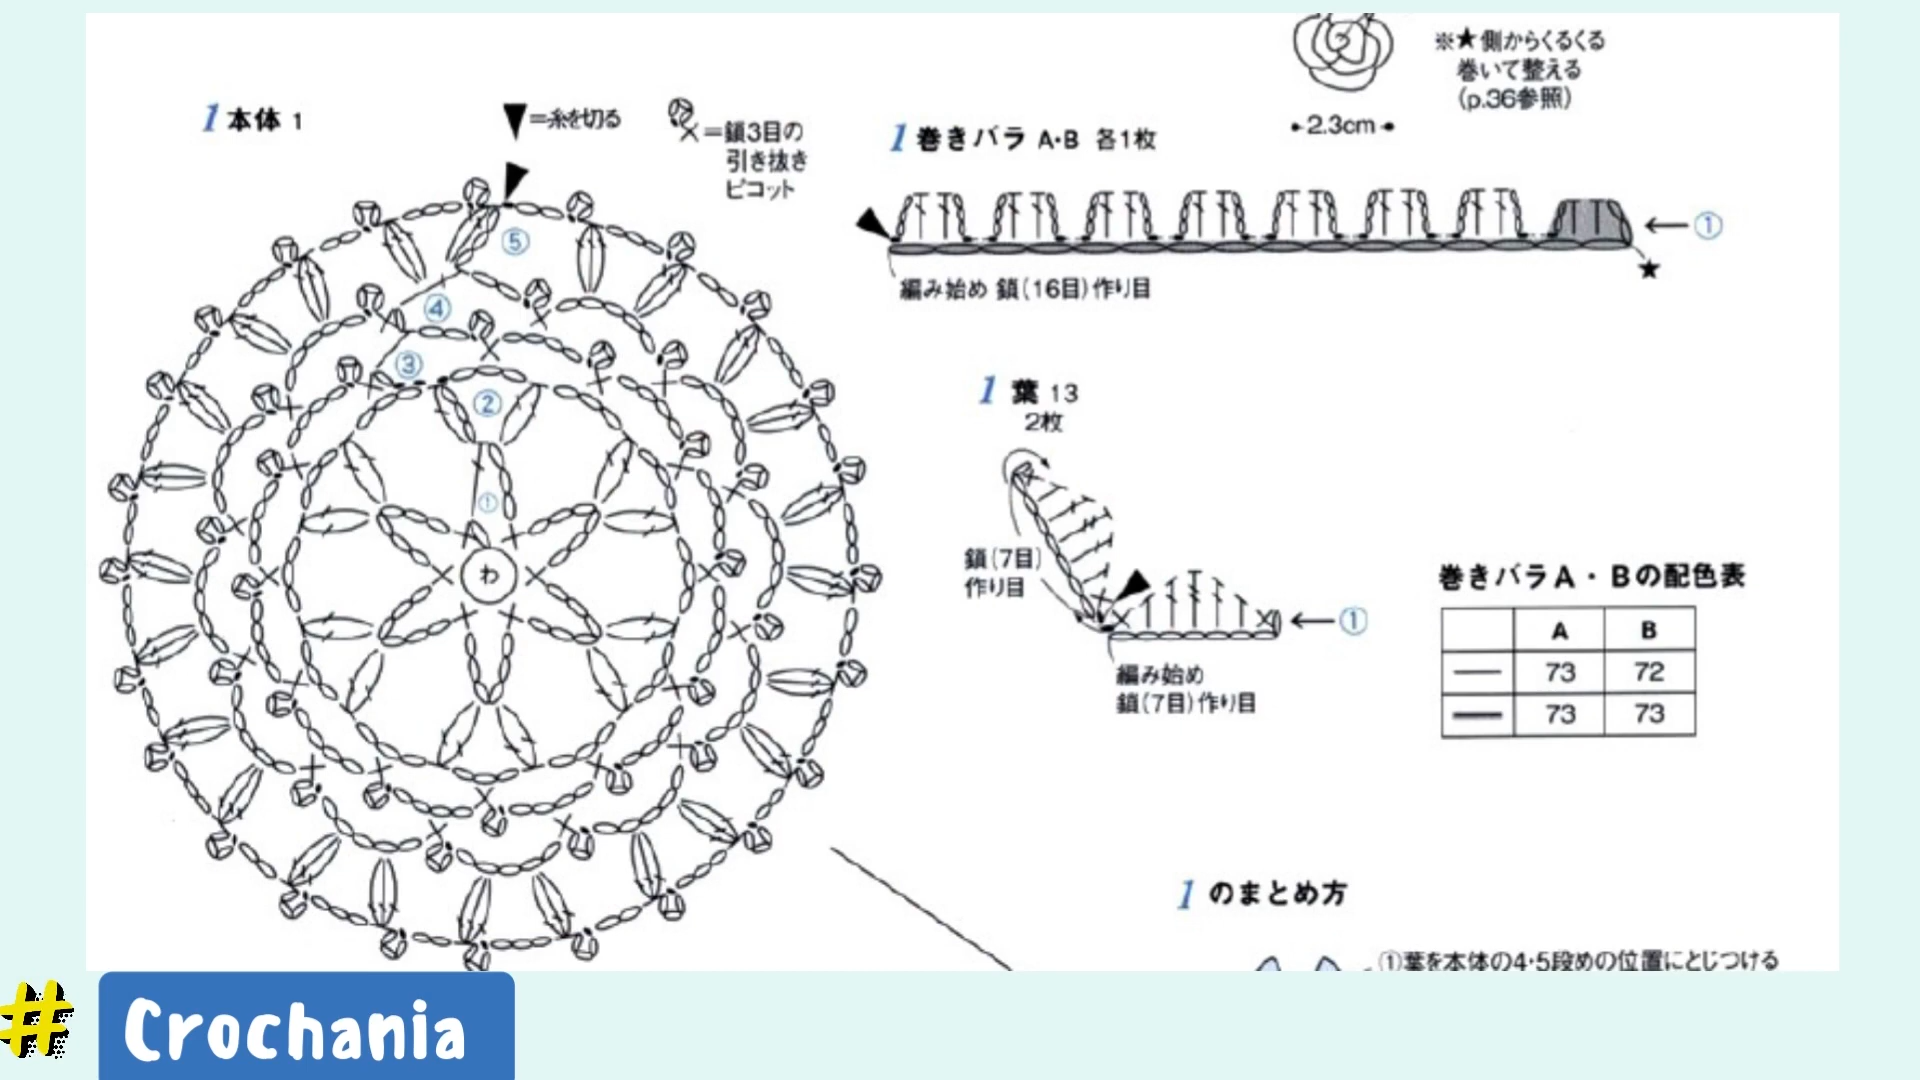 1 本体 1
▼=糸を切る
=鎖3目の
引き抜き
ピコット
⑤
④
③
②
①
わ
※★側からくるくる
巻いて整える
(p.36参照)
2.3cm
1 巻きバラ A・B 各1枚
①
★
編み始め 鎖(16目)作り目
1 葉 13
2枚
鎖(7目)
作り目
①
編み始め
鎖(7目)作り目
巻きバラA・Bの配色表
A B
73 72
73 73
1 のまとめ方
①葉を本体の4・5段めの位置にとじつける
# Crochania